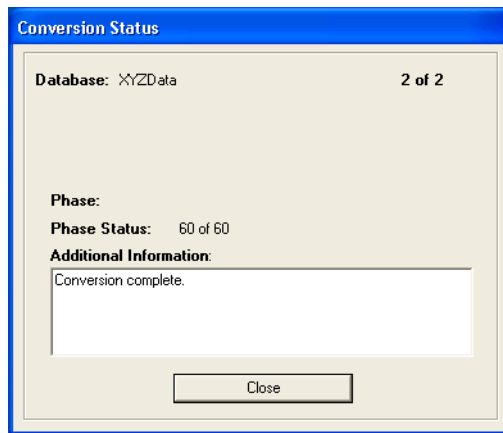 Conversion Status
Database: XYZData 2 of 2
Phase:
Phase Status: 60 of 60
Additional Information:
Conversion complete.
Close